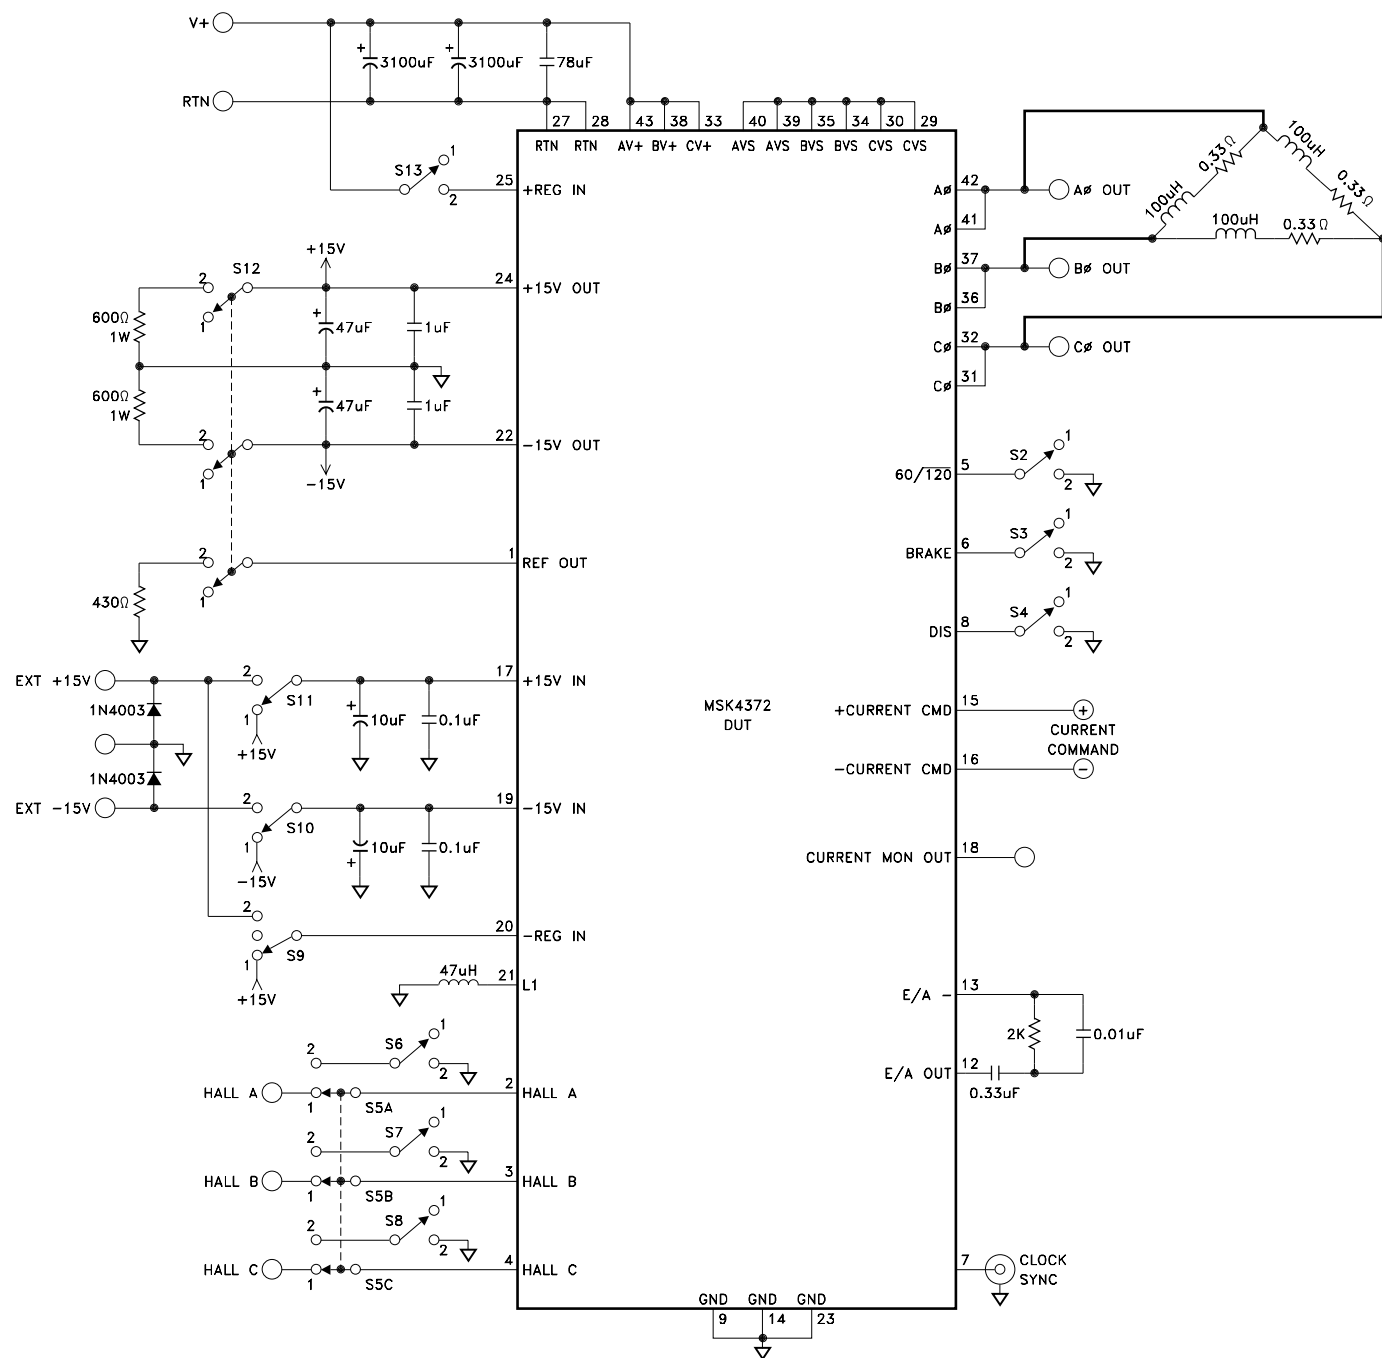 V+
3100uF
3100uF
78uF
RTN
27
28
43
38
33
40
39
35
34
30
29
RTN
RTN
AV+
BV+
CV+
AVS
AVS
BVS
BVS
CVS
CVS
S13
1
2
25
+REG IN
+15V
S12
2
1
24
+15V OUT
600Ω
1W
+
47uF
1uF
600Ω
1W
+
47uF
1uF
2
1
22
-15V OUT
-15V
2
1
1
REF OUT
430Ω
EXT +15V
2
S11
1
+15V
17
+15V IN
1N4003
+
10uF
0.1uF
1N4003
EXT -15V
2
S10
1
-15V
19
-15V IN
10uF
+
0.1uF
2
S9
1
+15V
20
-REG IN
47uH
21
L1
S6
1
2
2
HALL A
1
S5A
2
HALL A
S7
1
2
2
HALL B
1
S5B
3
HALL B
S8
1
2
2
HALL C
1
S5C
4
HALL C
MSK4372
DUT
GND
GND
GND
9
14
23
42
AØ
AØ OUT
41
AØ
37
BØ
BØ OUT
36
BØ
32
CØ
CØ OUT
31
CØ
100uH
0.33Ω
100uH
0.33Ω
100uH
0.33Ω
60/120
5
S2
1
2
BRAKE
6
S3
1
2
DIS
8
S4
1
2
+CURRENT CMD
15
+
CURRENT
COMMAND
-CURRENT CMD
16
-
CURRENT MON OUT
18
E/A -
13
2K
0.01uF
E/A OUT
12
0.33uF
7
CLOCK
SYNC
+
+